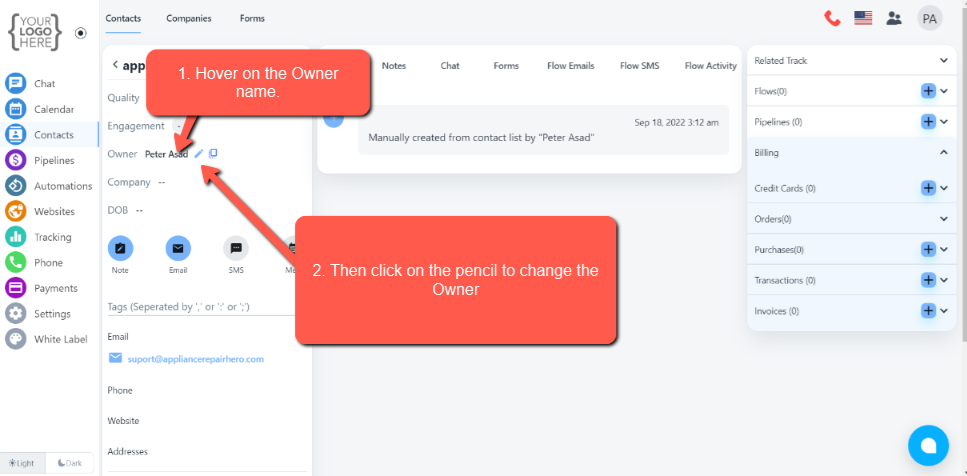 {YOUR
LOGO
HERE}
Contacts Companies Forms
PA
Chat
Calendar
Contacts
Pipelines
Automations
Websites
Tracking
Phone
Payments
Settings
White Label
Light Dark
app
Quality
Engagement -
Owner Peter Asad
Company --
DOB --
Note Email SMS
Tags (Seperated by ',' or ':' or ';')
Email
suport@appliancerepairhero.com
Phone
Website
Addresses
1. Hover on the Owner
name.
2. Then click on the pencil to change the
Owner
Notes Chat Forms Flow Emails Flow SMS Flow Activity
Sep 18, 2022 3:12 am
Manually created from contact list by "Peter Asad"
Related Track
Flows(0)
Pipelines (0)
Billing
Credit Cards (0)
Orders(0)
Purchases(0)
Transactions (0)
Invoices (0)